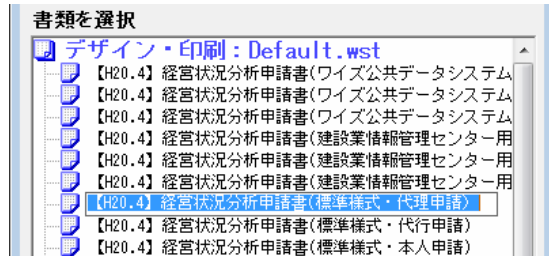 書類を選択
デザイン・印刷：Default.wst
【H20.4】経営状況分析申請書(ワイズ公共データシステム
【H20.4】経営状況分析申請書(ワイズ公共データシステム
【H20.4】経営状況分析申請書(ワイズ公共データシステム
【H20.4】経営状況分析申請書(建設業情報管理センター用
【H20.4】経営状況分析申請書(建設業情報管理センター用
【H20.4】経営状況分析申請書(建設業情報管理センター用
【H20.4】経営状況分析申請書(標準様式・代理申請)
【H20.4】経営状況分析申請書(標準様式・代行申請)
【H20.4】経営状況分析申請書(標準様式・本人申請)